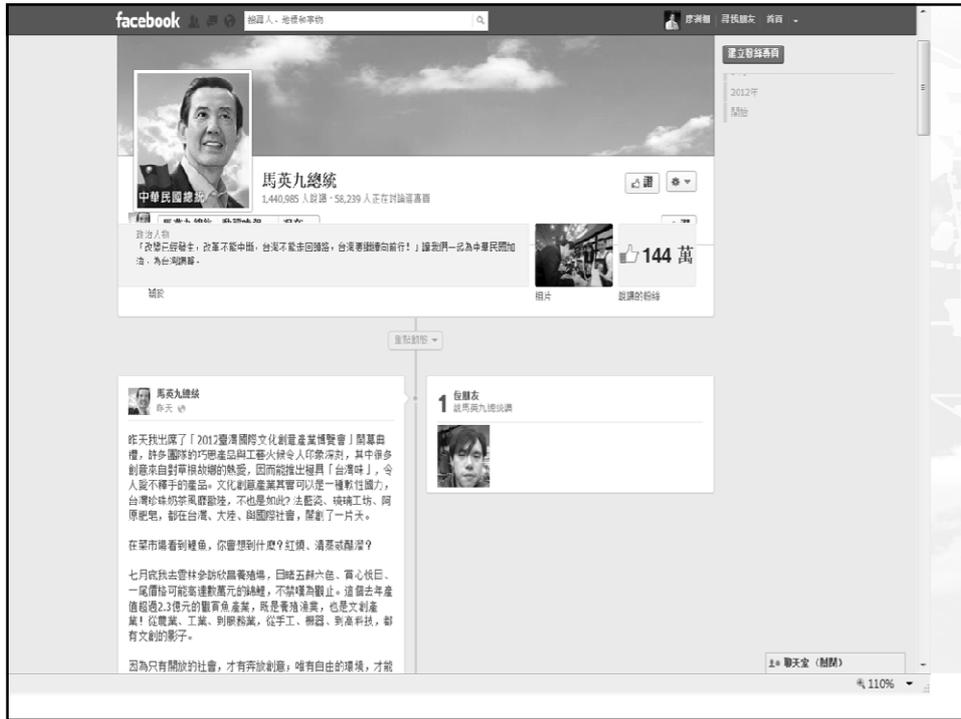 facebook
搜尋人、地標和事物
尋找朋友 首頁
建立粉絲專頁
2012年
開始
中華民國總統
馬英九總統
1,440,985 人說讚 · 58,239 人正在討論這專頁
讚
政治人物
「改變已經發生，改革不能中斷，台灣不能走回頭路，台灣要繼續向前行！」讓我們一起為中華民國加
油，為台灣讚聲。
144 萬
關於
相片
說讚的粉絲
重點動態
馬英九總統
昨天
昨天我出席了「2012臺灣國際文化創意產業博覽會」開幕典
禮，許多團隊的巧思產品與工藝火候令人印象深刻，其中很多
創意來自對草根故鄉的熱愛，因而能推出極具「台灣味」，令
人愛不釋手的產品。文化創意產業其實可以是一種軟性國力，
台灣珍珠奶茶風靡歐陸，不也是如此? 法藍瓷、琉璃工坊、阿
原肥皂，都在台灣、大陸、與國際社會，開創了一片天。
在菜市場看到鯉魚，你會想到什麼? 紅燒、清蒸或醋溜？
七月底我去雲林參訪欣昌養殖場，目睹五顏六色、賞心悅目、
一尾價格可能高達數萬元的錦鯉，不禁嘆為觀止。這個去年產
值超過2.3億元的觀賞魚產業，既是養殖漁業，也是文創產
業! 從農業、工業、到服務業，從手工、機器、到高科技，都
有文創的影子。
因為只有開放的社會，才有奔放創意；唯有自由的環境，才能
1 位朋友
說馬英九總統讚
聊天室（關閉）
110%